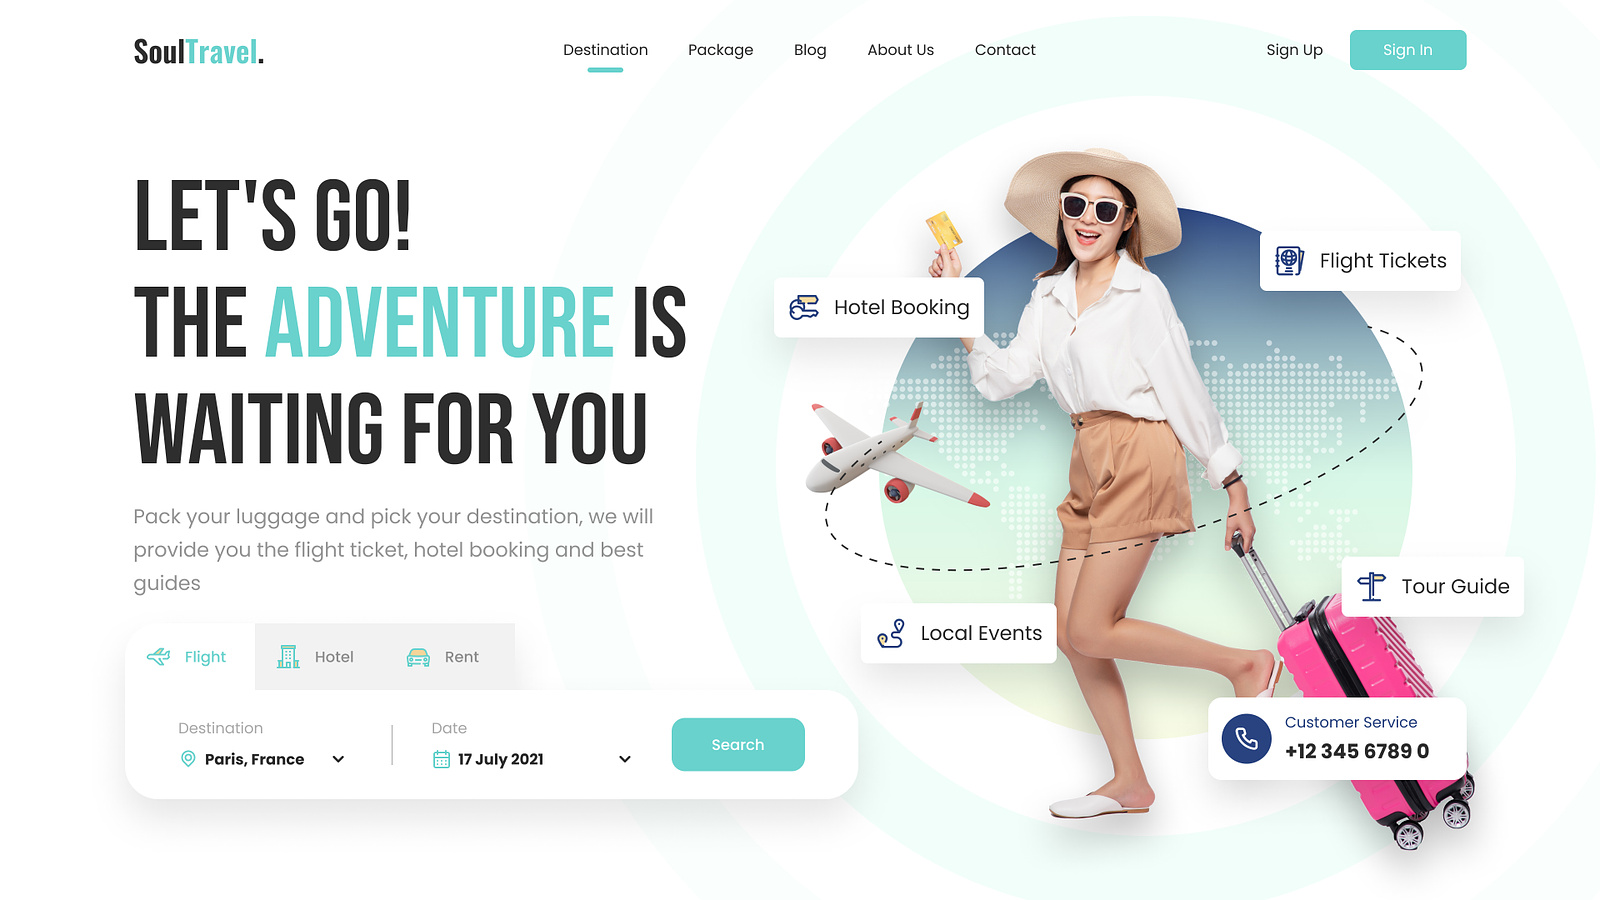 SoulTravel.
Destination
Package
Blog
About Us
Contact
Sign Up
Sign In
LET'S GO!
THE ADVENTURE IS
WAITING FOR YOU
Pack your luggage and pick your destination, we will
provide you the flight ticket, hotel booking and best
guides
Flight
Hotel
Rent
Destination
Paris, France
Date
17 July 2021
Search
Hotel Booking
Flight Tickets
Local Events
Tour Guide
Customer Service
+12 345 6789 0